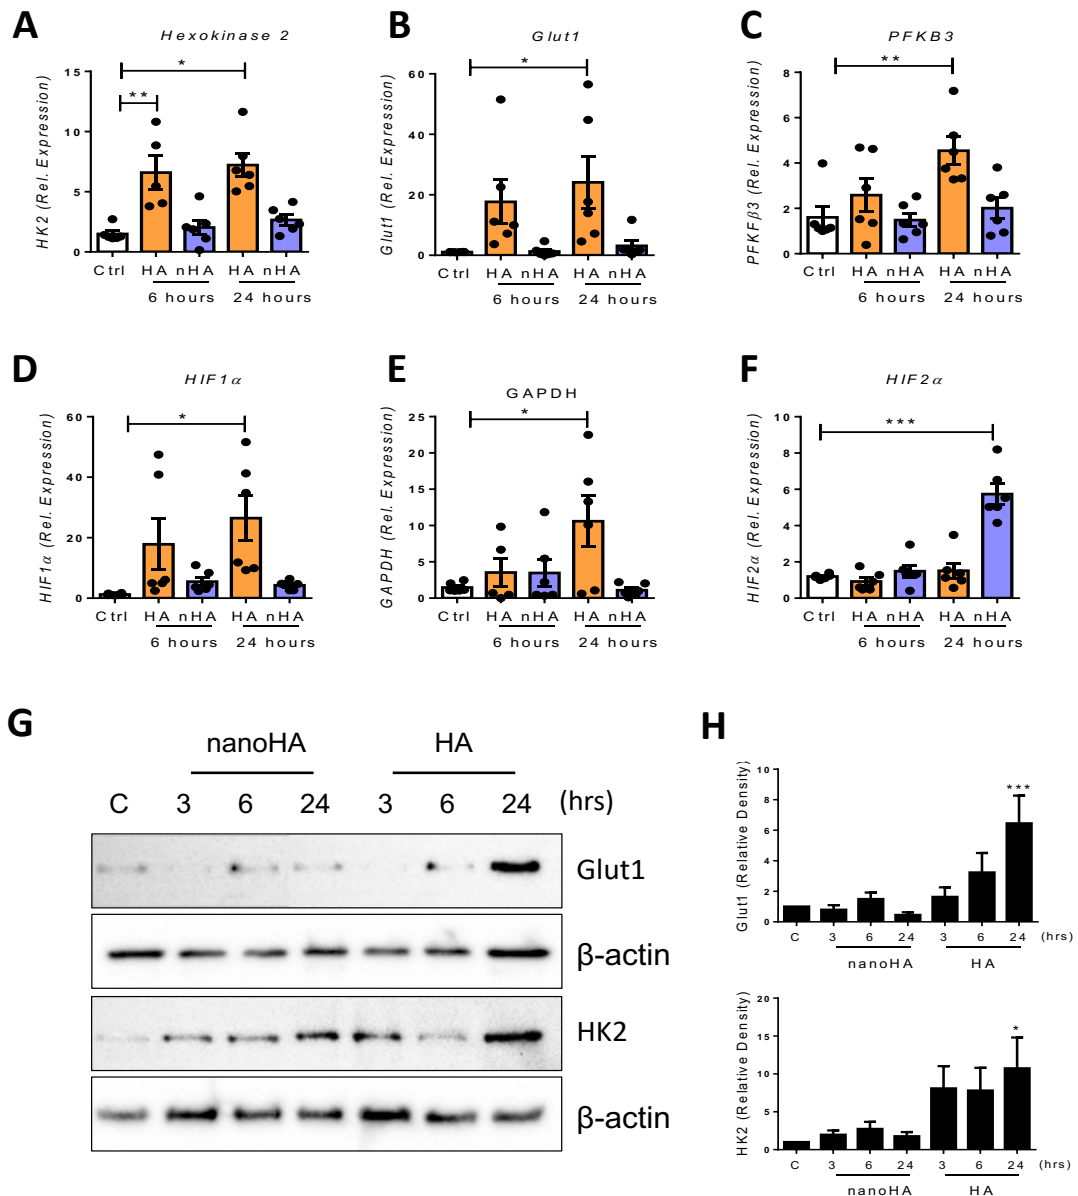 A
Hexokinase 2
HK2 (Rel. Expression)
15
10
5
0
*
**
Ctrl HA nHA HA nHA
6 hours 24 hours
B
Glut1
Glut1 (Rel. Expression)
60
40
20
0
*
Ctrl HA nHA HA nHA
6 hours 24 hours
C
PFKB3
PFKβ3 (Rel. Expression)
8
6
4
2
0
**
Ctrl HA nHA HA nHA
6 hours 24 hours
D
HIF1α
HIF1α (Rel. Expression)
60
40
20
0
*
Ctrl HA nHA HA nHA
6 hours 24 hours
E
GAPDH
GAPDH (Rel. Expression)
25
20
15
10
5
0
*
Ctrl HA nHA HA nHA
6 hours 24 hours
F
HIF2α
HIF2α (Rel. Expression)
10
8
6
4
2
0
***
Ctrl HA nHA HA nHA
6 hours 24 hours
G
nanoHA HA
C 3 6 24 3 6 24 (hrs)
Glut1
β-actin
HK2
β-actin
H
Glut1 (Relative Density)
10
8
6
4
2
0
***
C 3 6 24 3 6 24 (hrs)
nanoHA HA
HK2 (Relative Density)
20
15
10
5
0
*
C 3 6 24 3 6 24 (hrs)
nanoHA HA